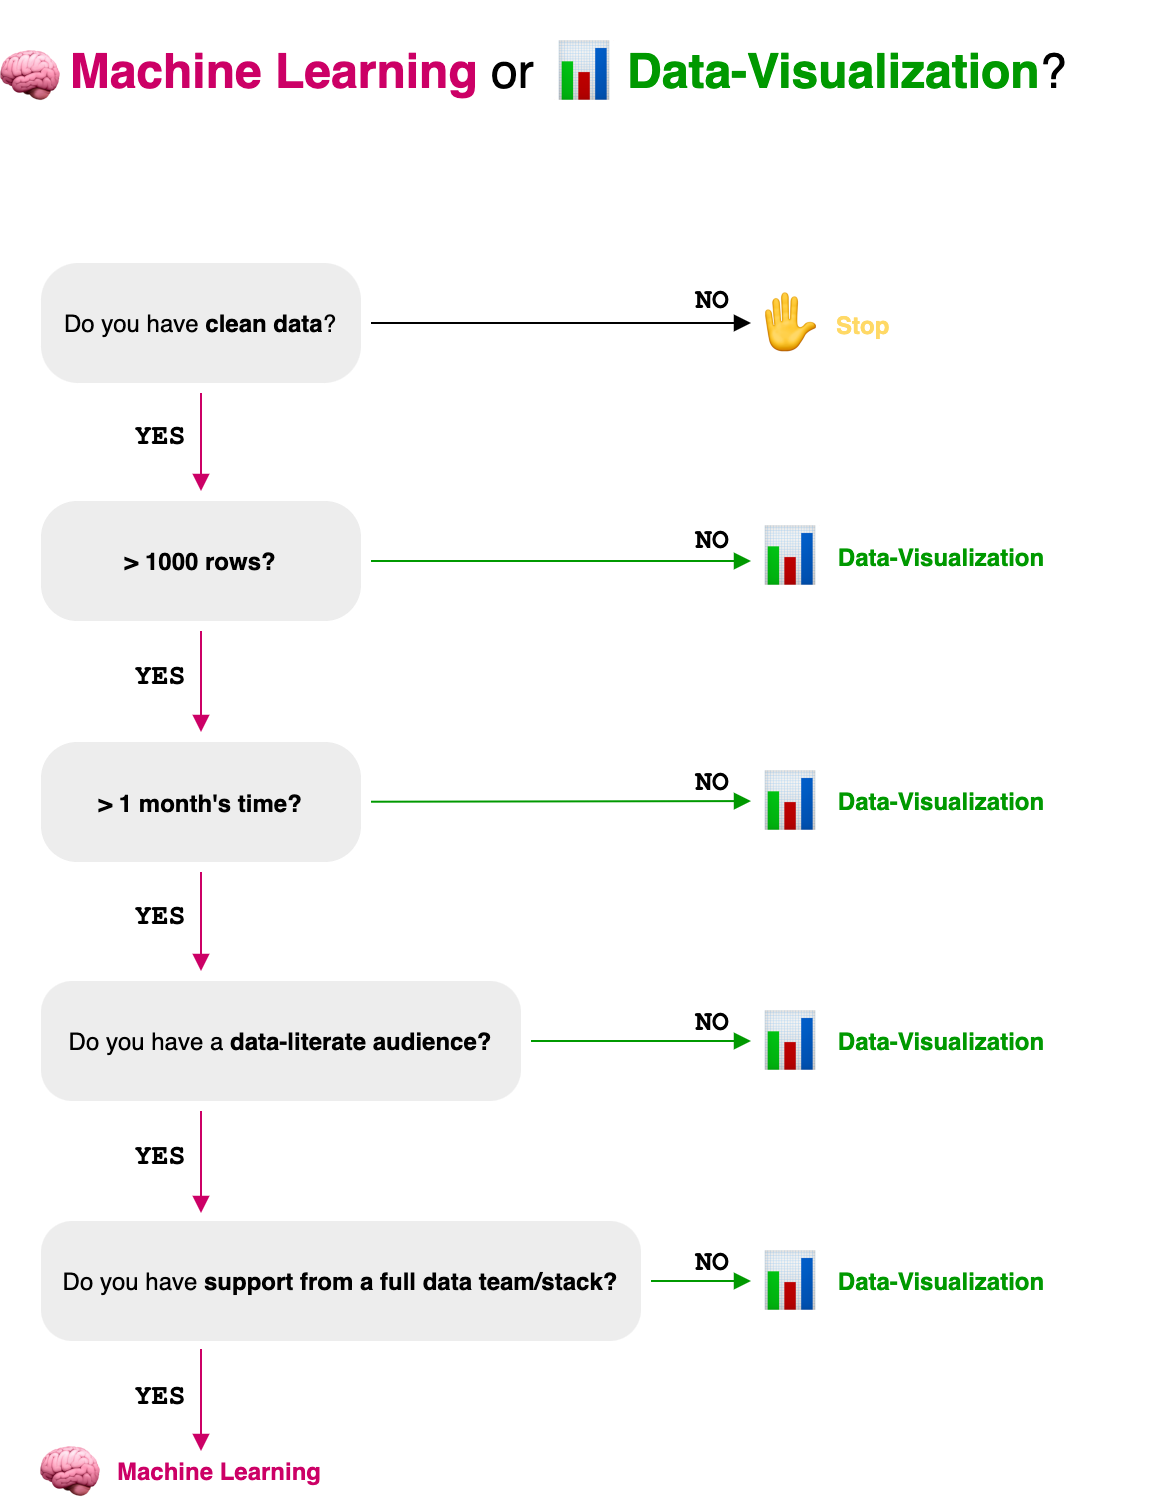 Machine Learning or Data-Visualization?
Do you have clean data?
NO
Stop
YES
> 1000 rows?
NO
Data-Visualization
YES
> 1 month's time?
NO
Data-Visualization
YES
Do you have a data-literate audience?
NO
Data-Visualization
YES
Do you have support from a full data team/stack?
NO
Data-Visualization
YES
Machine Learning